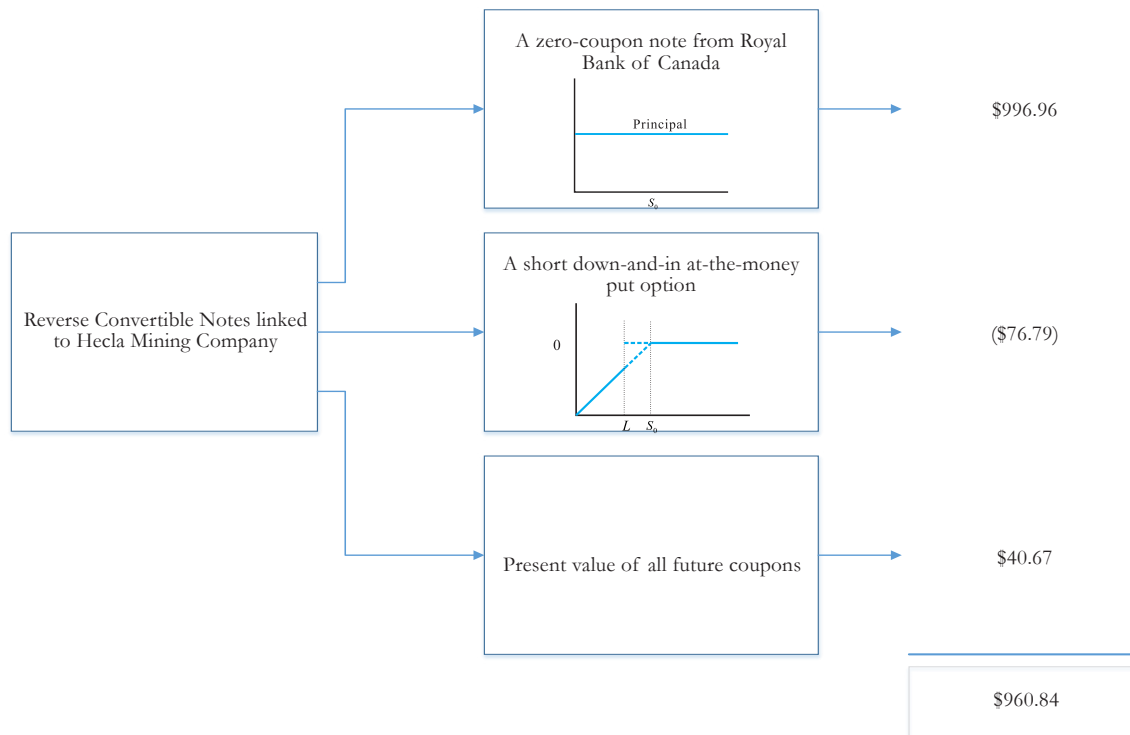 A zero-coupon note from Royal
Bank of Canada
Principal
S₀
$996.96
Reverse Convertible Notes linked
to Hecla Mining Company
A short down-and-in at-the-money
put option
0
L S₀
($76.79)
Present value of all future coupons
$40.67
$960.84